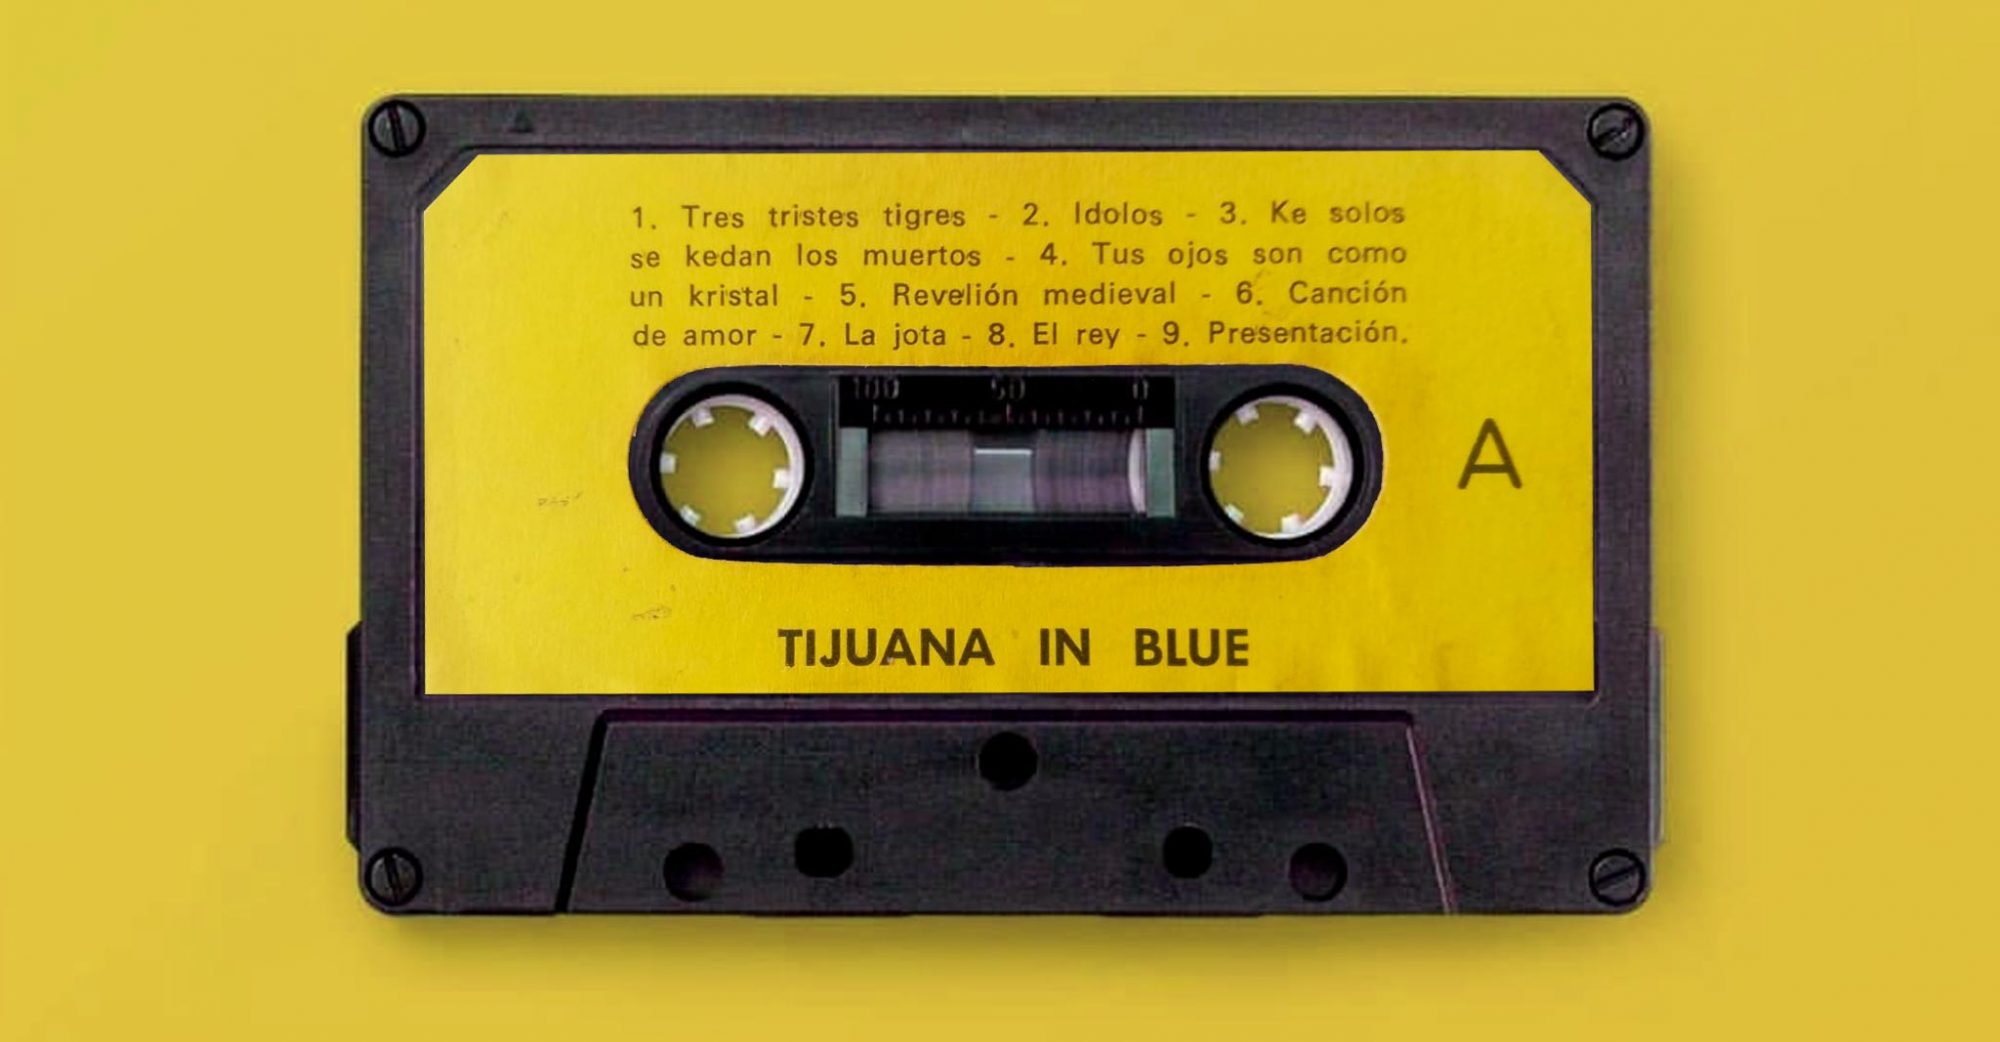 1. Tres tristes tigres - 2. Idolos - 3. Ke solos
se kedan los muertos - 4. Tus ojos son como
un kristal - 5. Revelión medieval - 6. Canción
de amor - 7. La jota - 8. El rey - 9. Presentación.
100 50 0
A
TIJUANA IN BLUE